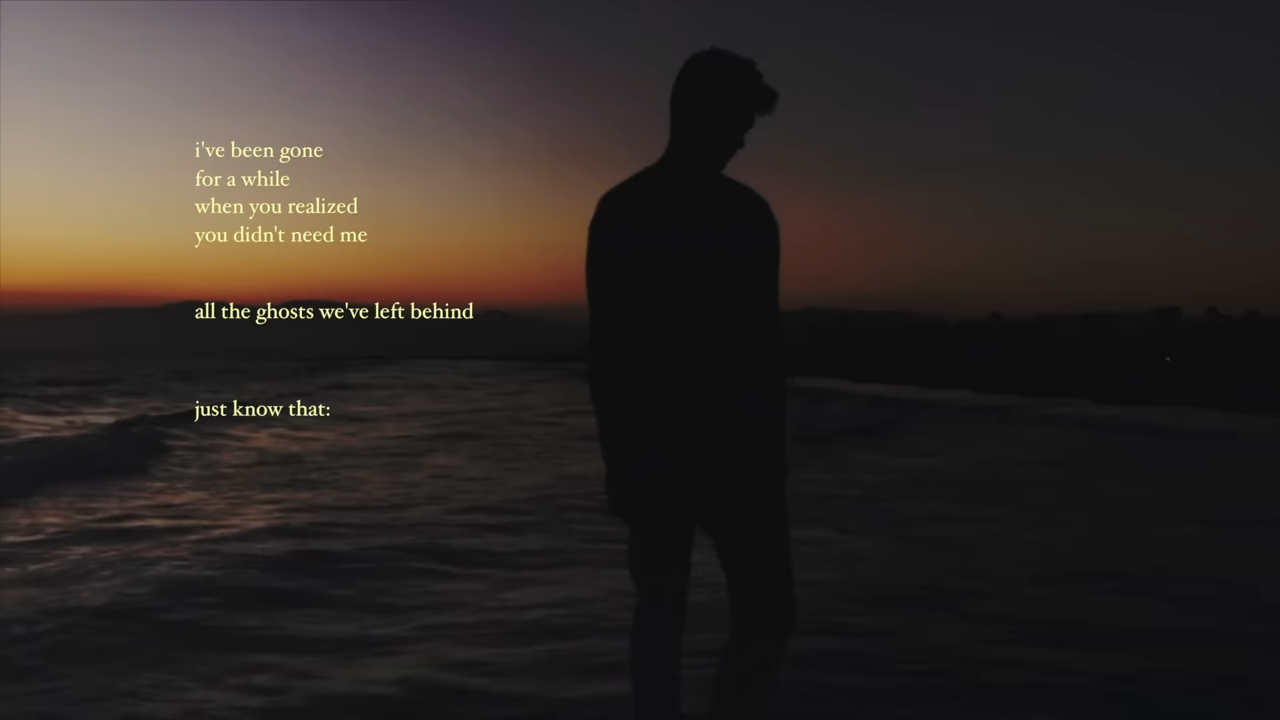 i've been gone
for a while
when you realized
you didn't need me
all the ghosts we've left behind
just know that: